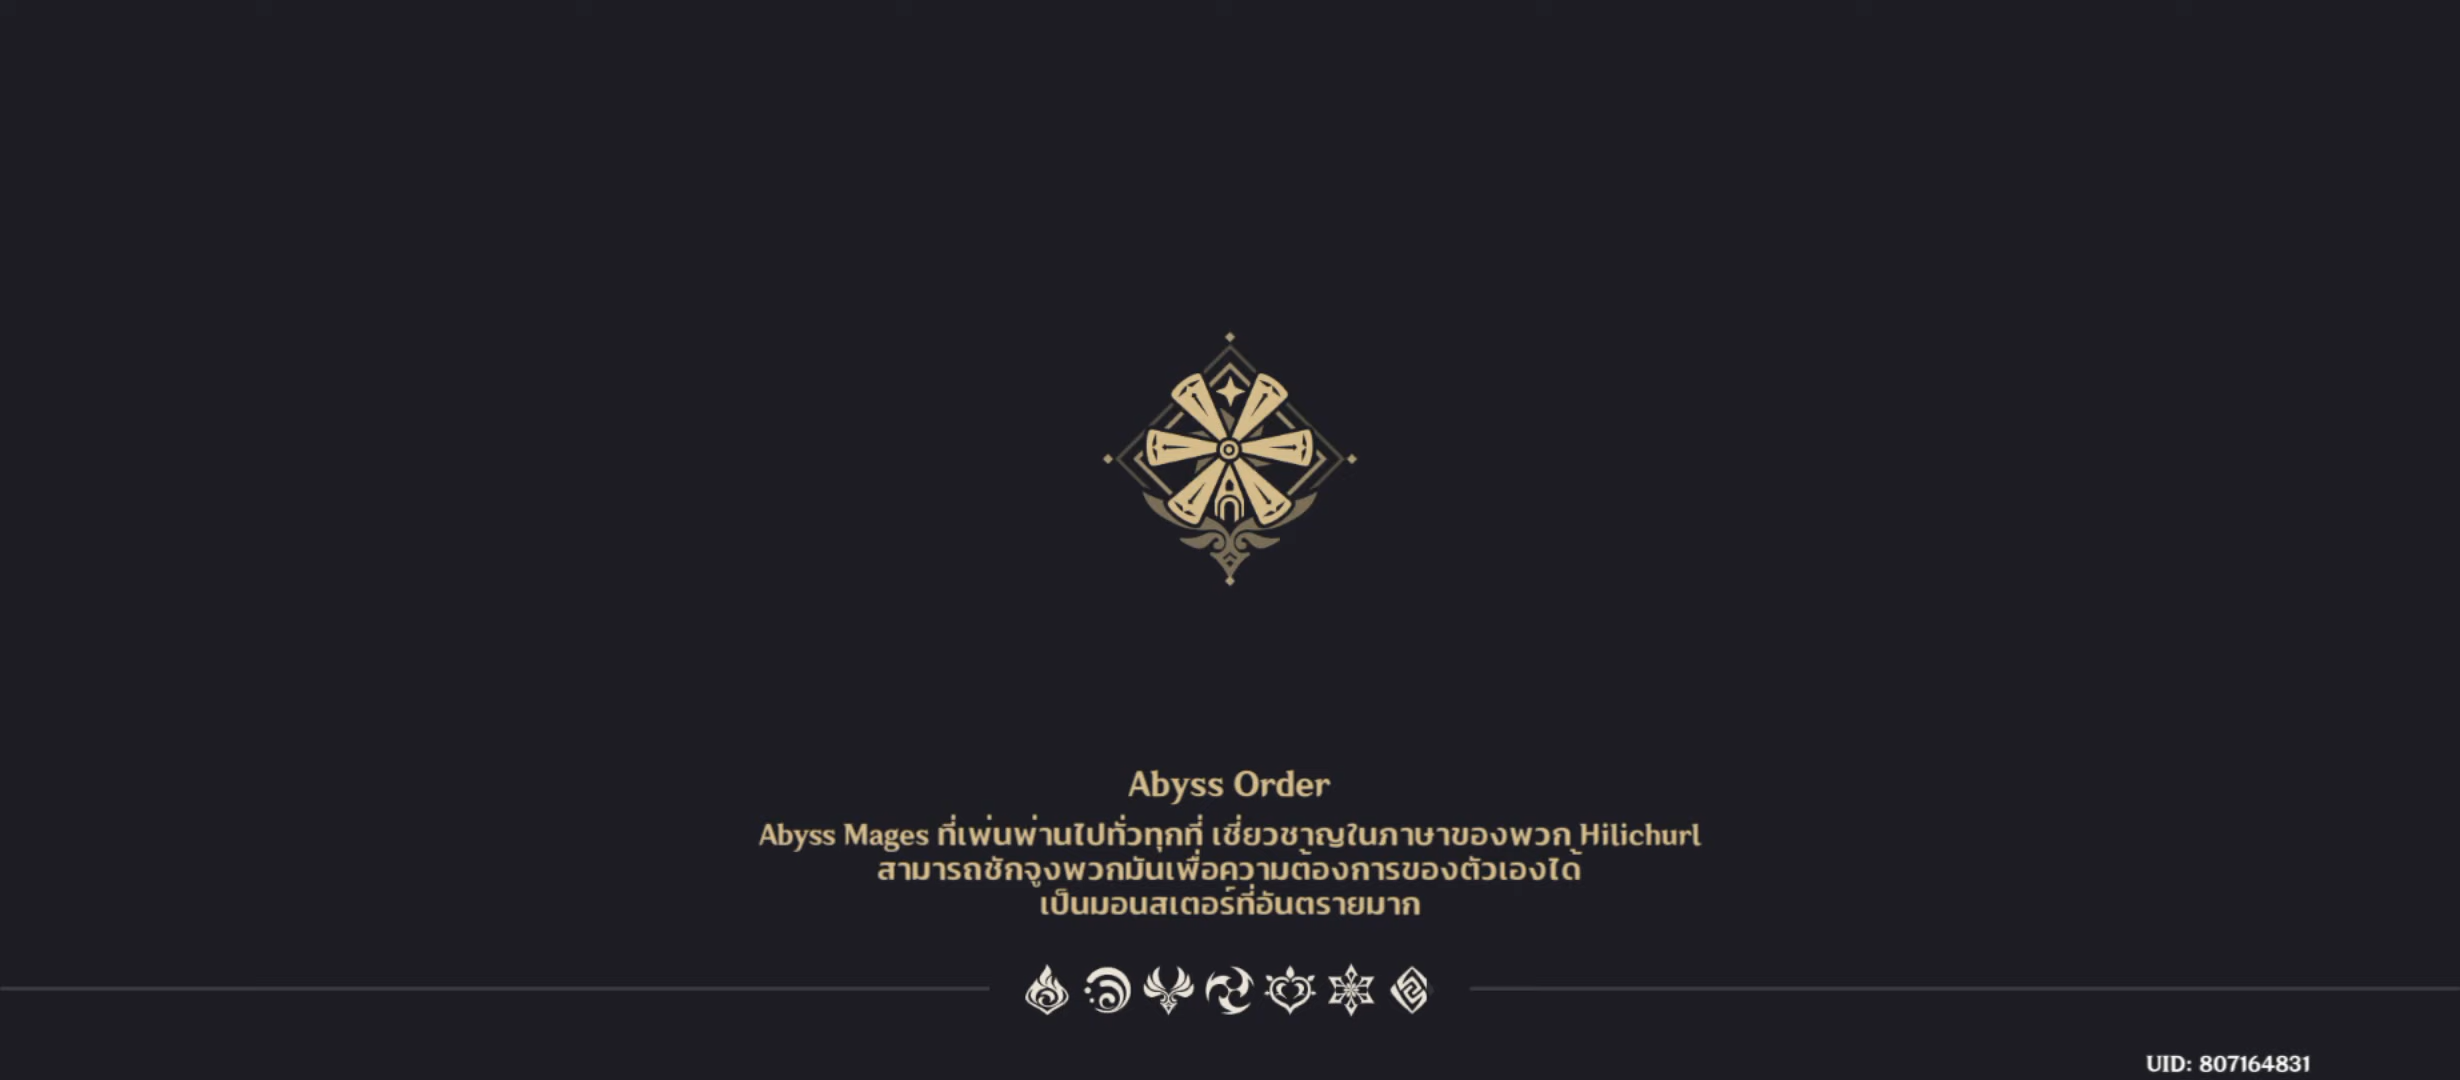 Abyss Order
Abyss Mages ที่เพ่นพ่านไปทั่วทุกที่ เชี่ยวชาญในภาษาของพวก Hilichurl
สามารถชักจูงพวกมันเพื่อความต้องการของตัวเองได้
เป็นมอนสเตอร์ที่อันตรายมาก
UID: 807164831